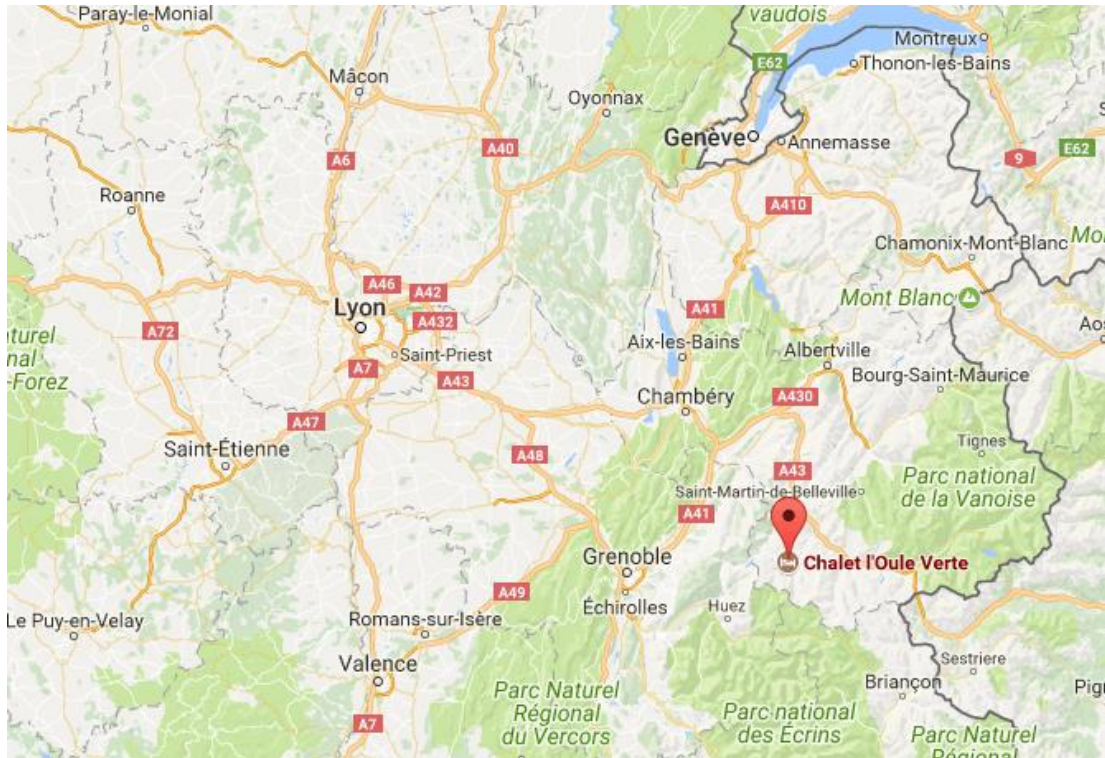 Paray-le-Monial
vaudois
Montreux
E62
Thonon-les-Bains
Mâcon
Oyonnax
Genève
Annemasse
A40
A6
9
E62
Roanne
A410
Chamonix-Mont-Blanc
A46
A42
Mont Blanc
Lyon
A432
A41
A72
Saint-Priest
Aix-les-Bains
Albertville
A7
A43
Bourg-Saint-Maurice
-Forez
Chambéry
A430
A47
Saint-Étienne
A48
Tignes
A43
Parc national
de la Vanoise
Saint-Martin-de-Belleville
A41
Grenoble
Chalet l'Oule Verte
A49
Échirolles
Huez
Le Puy-en-Velay
Romans-sur-Isère
Sestriere
Valence
Briançon
Parc Naturel
Régional
du Vercors
Parc national
des Ecrins
A7
Parc Naturel